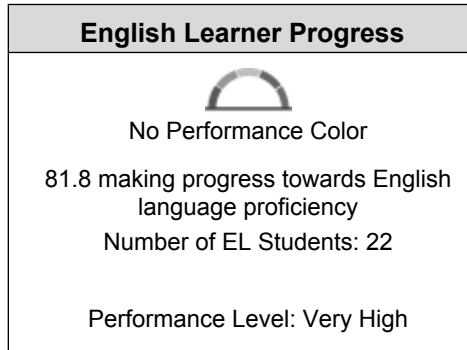 English Learner Progress
No Performance Color
81.8 making progress towards English
language proficiency
Number of EL Students: 22
Performance Level: Very High